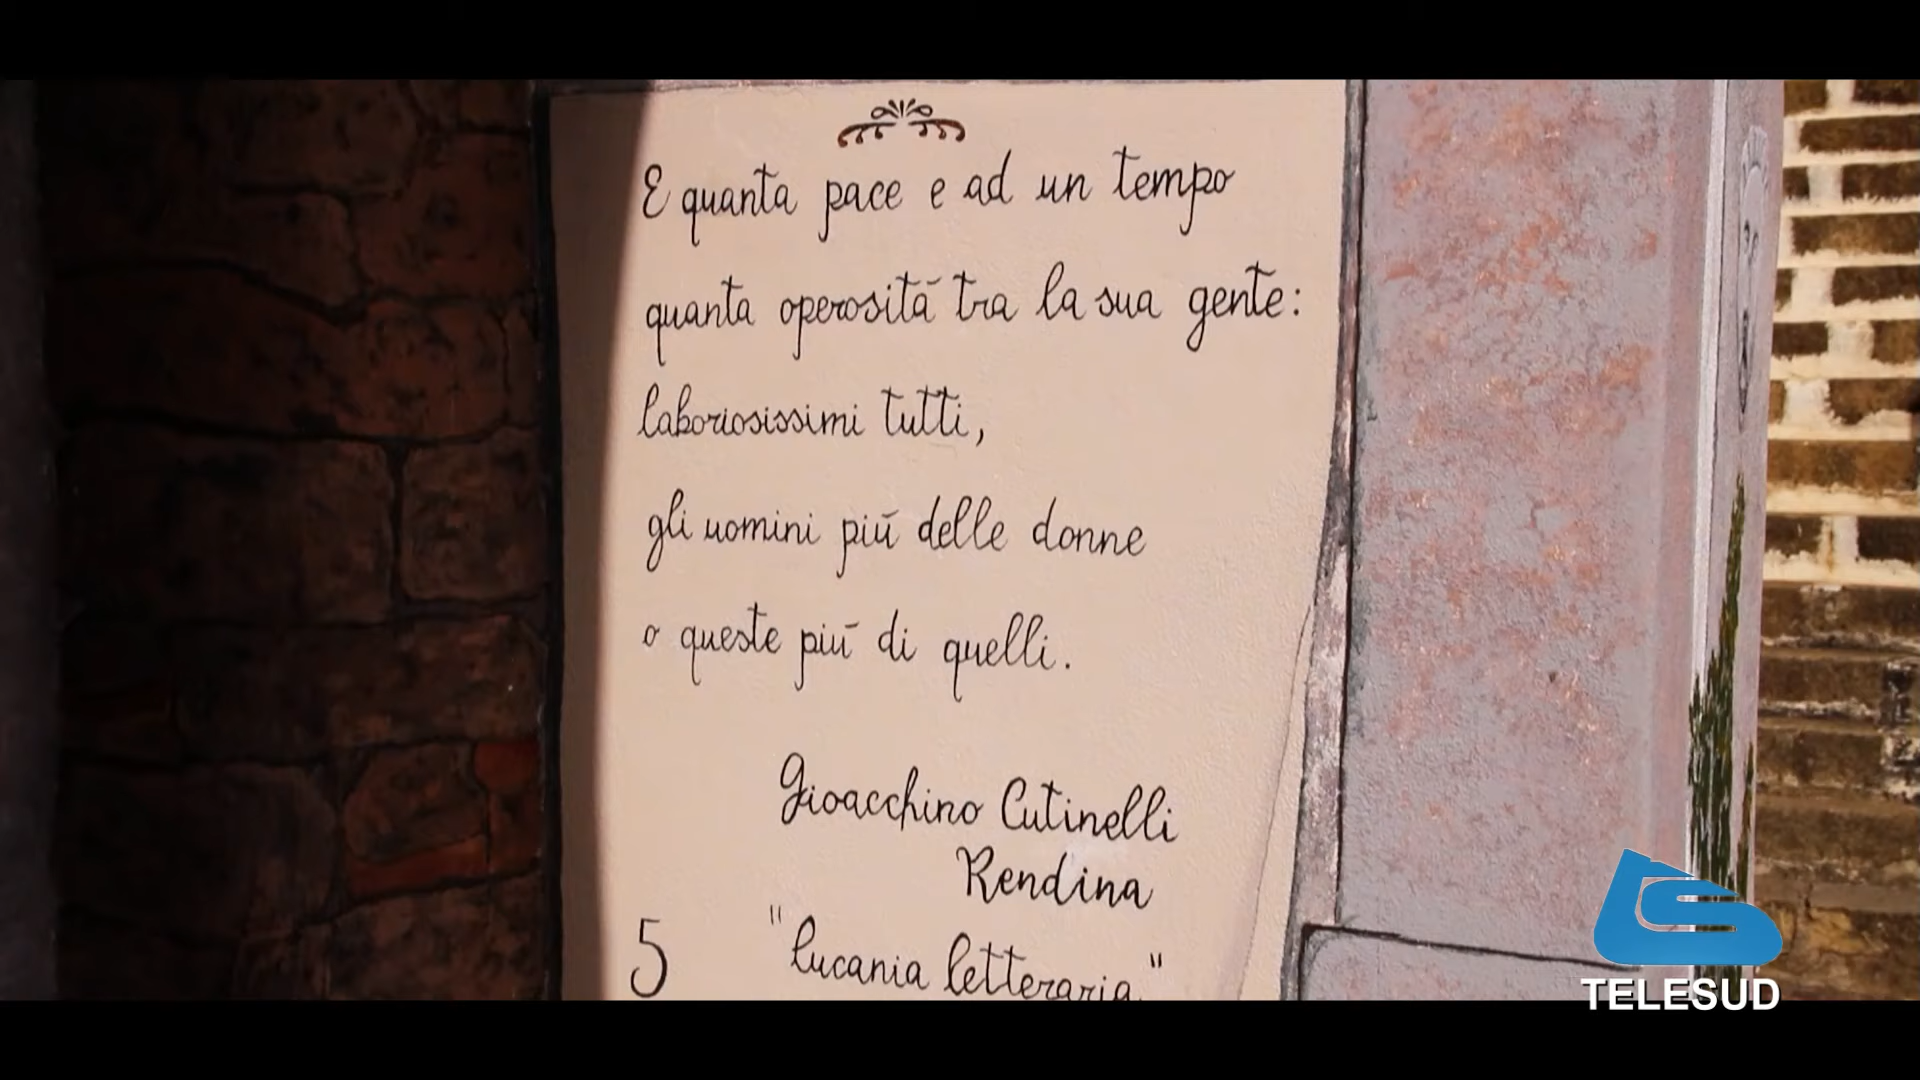 E quanta pace e ad un tempo
quanta operosità tra la sua gente:
laboriosissimi tutti,
gli uomini più delle donne
o queste più di quelli.
Gioacchino Cutinelli
Rendina
5 "lucania letteraria"
TELESUD